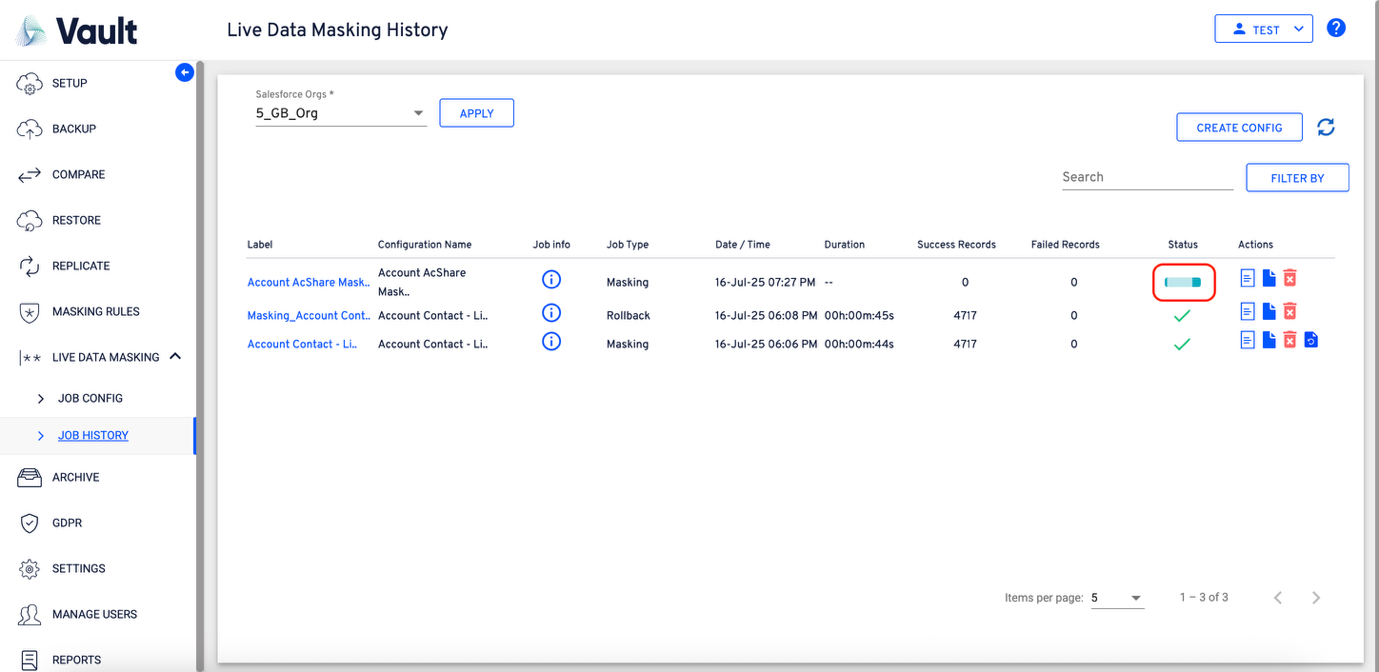 Vault
Live Data Masking History
TEST
SETUP
BACKUP
COMPARE
RESTORE
REPLICATE
MASKING RULES
|** LIVE DATA MASKING
JOB CONFIG
JOB HISTORY
ARCHIVE
GDPR
SETTINGS
MANAGE USERS
REPORTS
Salesforce Orgs *
5_GB_Org
APPLY
CREATE CONFIG
Search
FILTER BY
Label Configuration Name Job info Job Type Date / Time Duration Success Records Failed Records Status Actions
Account AcShare Mask.. Account AcShare Mask.. Masking 16-Jul-25 07:27 PM -- 0 0
Masking_Account Cont.. Account Contact - Li.. Rollback 16-Jul-25 06:08 PM 00h:00m:45s 4717 0
Account Contact - Li.. Account Contact - Li.. Masking 16-Jul-25 06:06 PM 00h:00m:44s 4717 0
Items per page: 5 1 – 3 of 3